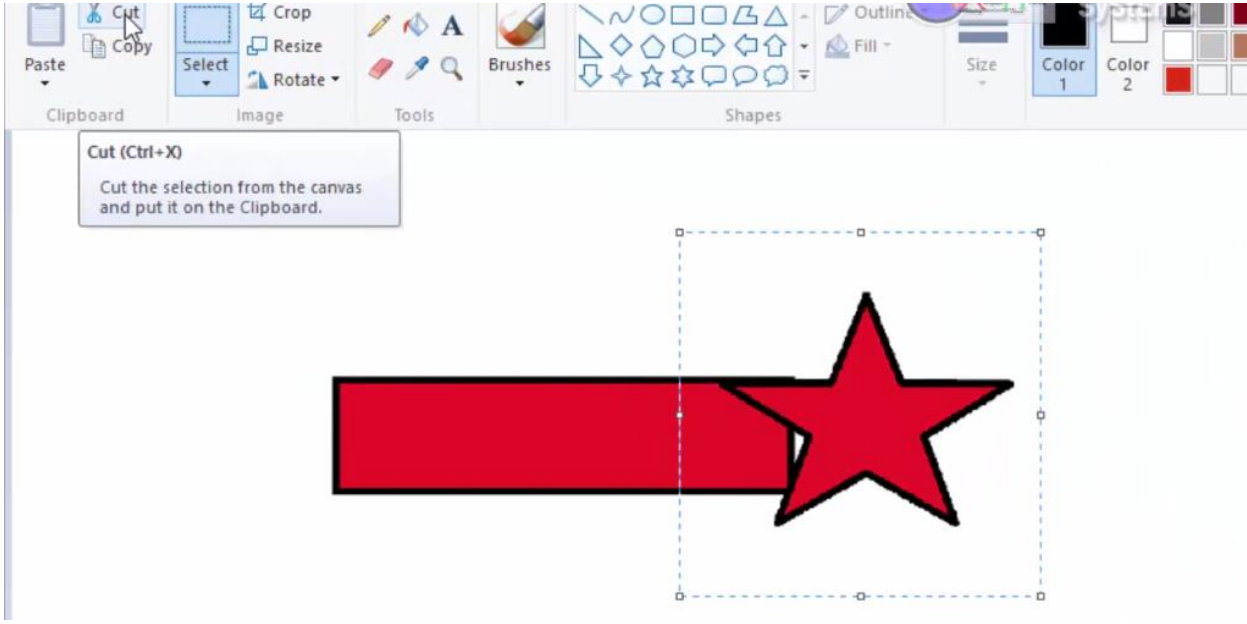 Cut
Copy
Paste
Clipboard
Crop
Resize
Rotate
Select
Image
A
Tools
Brushes
Outline
Fill
Shapes
Size
Color
1
Color
2
Systems
Cut (Ctrl+X)
Cut the selection from the canvas
and put it on the Clipboard.